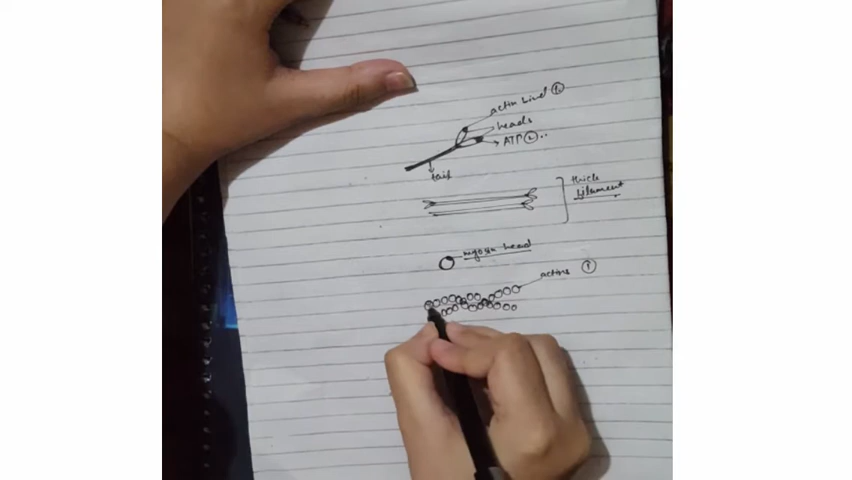 actin bind ①
heads
ATP ② ..
tail
thick
filament
myosin head
actins ①